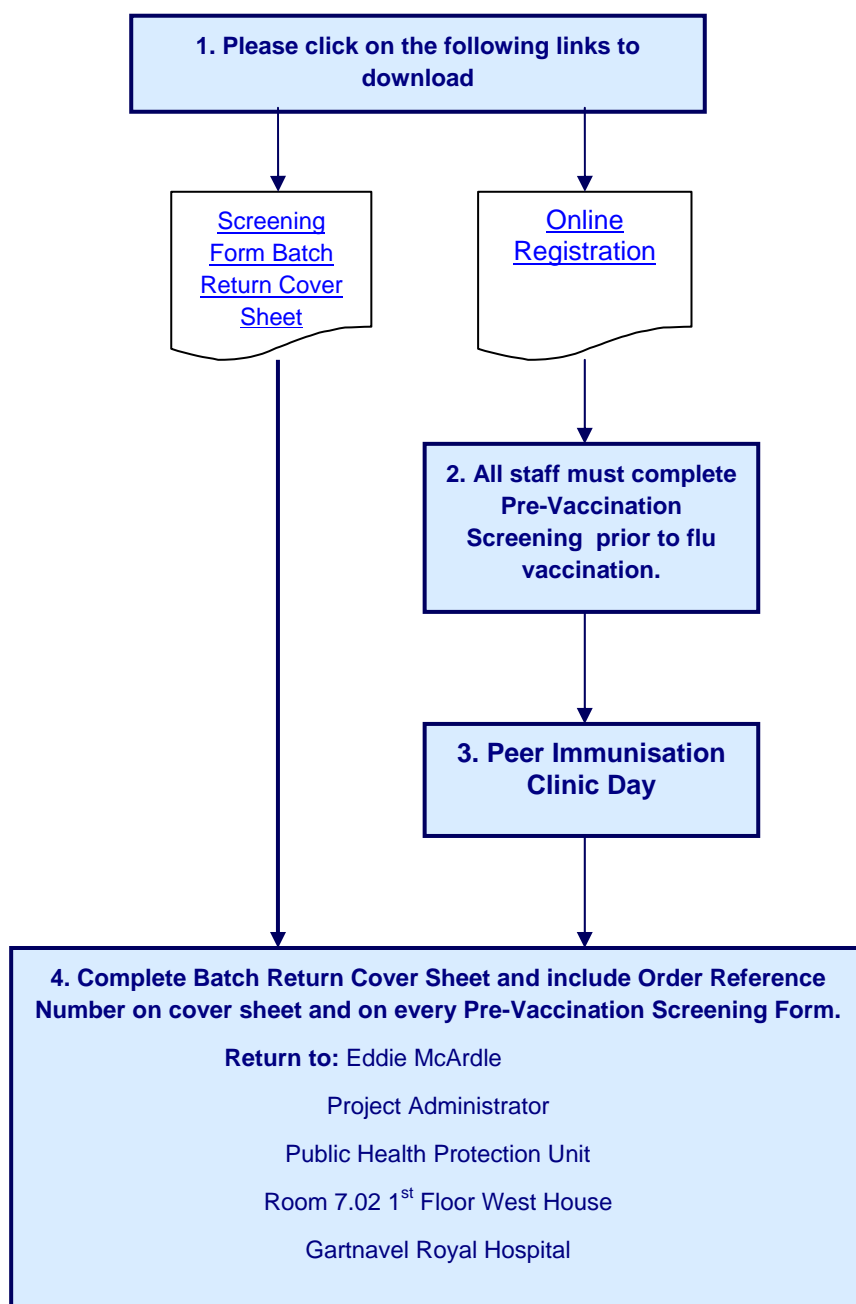 1. Please click on the following links to
download
Screening
Form Batch
Return Cover
Sheet
Online
Registration
2. All staff must complete
Pre-Vaccination
Screening prior to flu
vaccination.
3. Peer Immunisation
Clinic Day
4. Complete Batch Return Cover Sheet and include Order Reference
Number on cover sheet and on every Pre-Vaccination Screening Form.
Return to: Eddie McArdle
Project Administrator
Public Health Protection Unit
Room 7.02 1st Floor West House
Gartnavel Royal Hospital